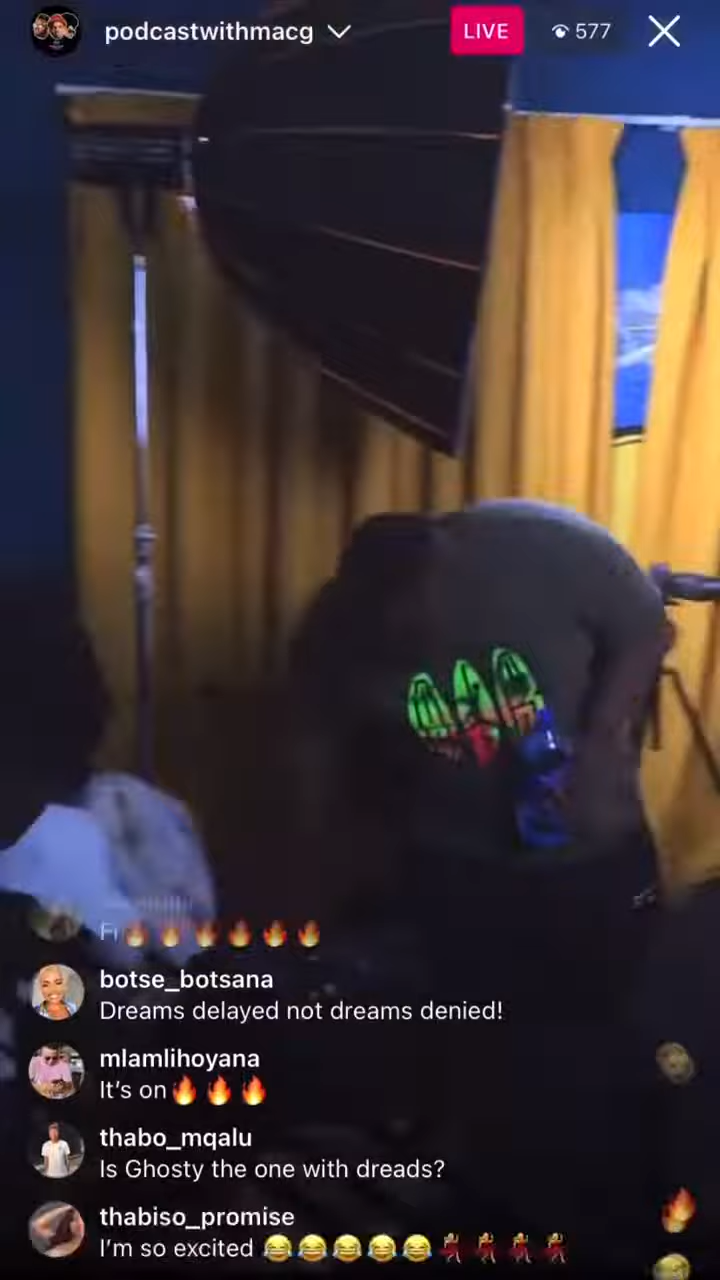 podcastwithmacg
LIVE
577
Fi🔥🔥🔥🔥🔥🔥
botse_botsana
Dreams delayed not dreams denied!
mlamlihoyana
It's on🔥🔥🔥
thabo_mqalu
Is Ghosty the one with dreads?
thabiso_promise
I'm so excited 😂😂😂😂😂💃💃💃💃